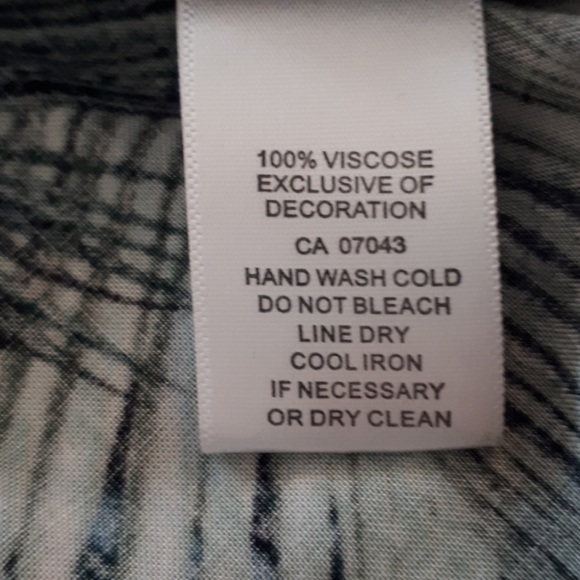 100% VISCOSE
EXCLUSIVE OF
DECORATION
CA 07043
HAND WASH COLD
DO NOT BLEACH
LINE DRY
COOL IRON
IF NECESSARY
OR DRY CLEAN